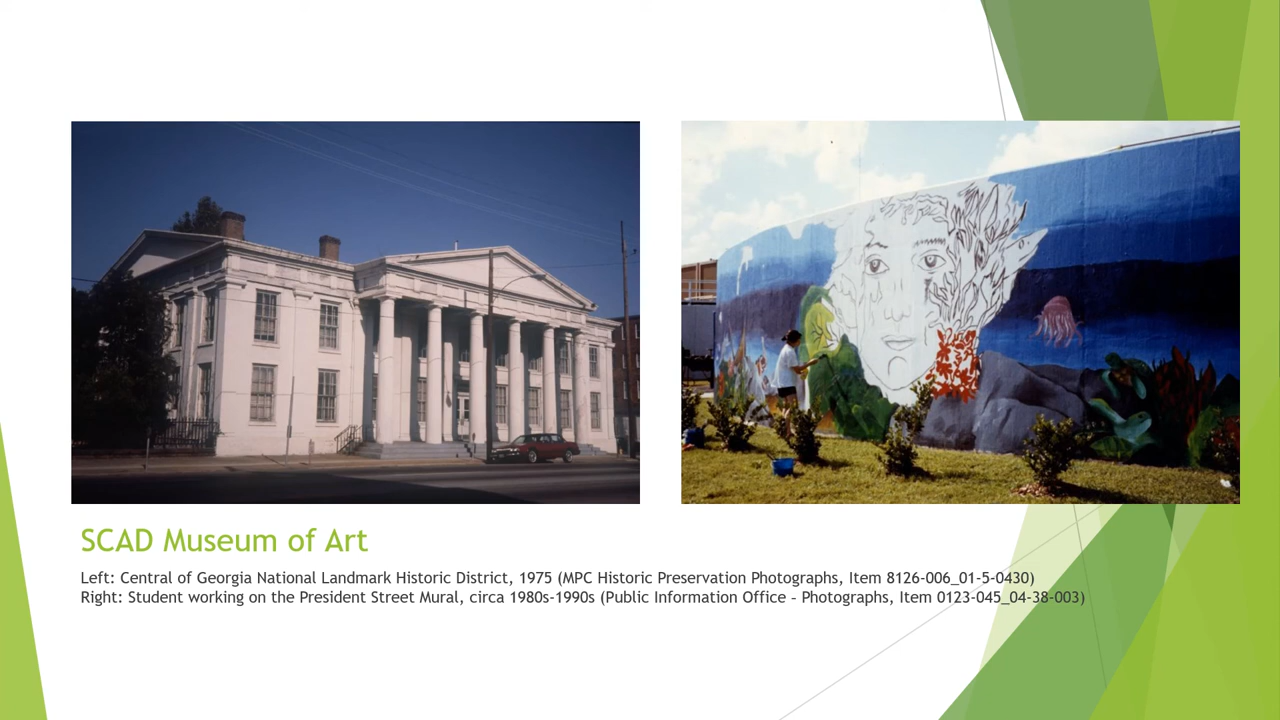 SCAD Museum of Art
Left: Central of Georgia National Landmark Historic District, 1975 (MPC Historic Preservation Photographs, Item 8126-006_01-5-0430)
Right: Student working on the President Street Mural, circa 1980s-1990s (Public Information Office - Photographs, Item 0123-045_04-38-003)